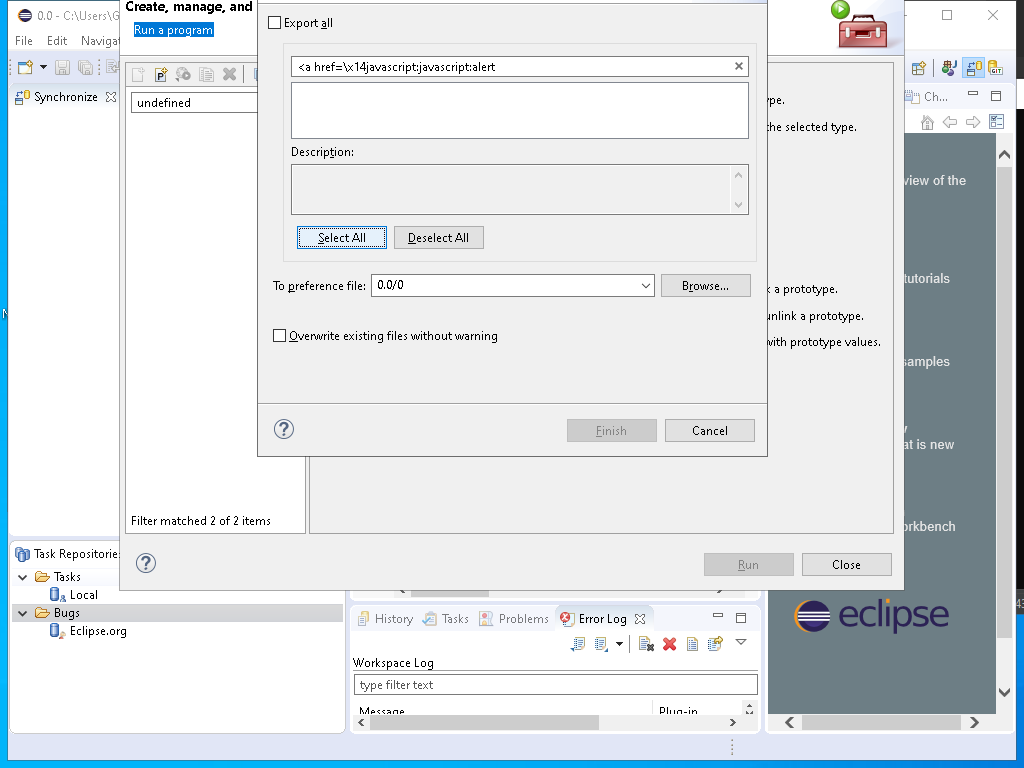 0.0 - C:\Users\G
File Edit Navigat
Synchronize
Create, manage, and
Run a program
undefined
Filter matched 2 of 2 items
Export all
<a href=\x14javascript:javascript:alert
Description:
Select All Deselect All
To preference file: 0.0/0 Browse...
Overwrite existing files without warning
Finish Cancel
ype.
the selected type.
k a prototype.
unlink a prototype.
with prototype values.
Run Close
Ch...
view of the
tutorials
samples
at is new
orkbench
eclipse
Task Repositories
Tasks
Local
Bugs
Eclipse.org
History Tasks Problems Error Log
Workspace Log
type filter text
Message Plug-in